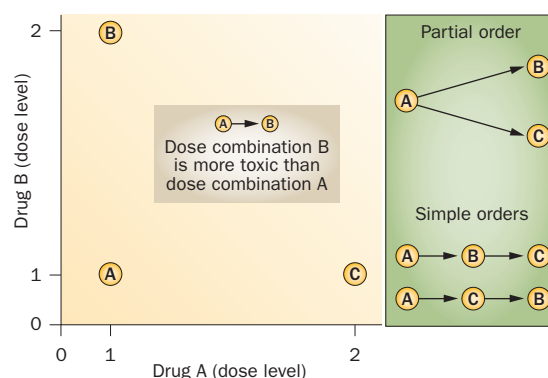 Drug B (dose level)
2
1
0
B
A
C
A B
Dose combination B
is more toxic than
dose combination A
0 1 2
Drug A (dose level)
Partial order
A
B
C
Simple orders
A B C
A C B